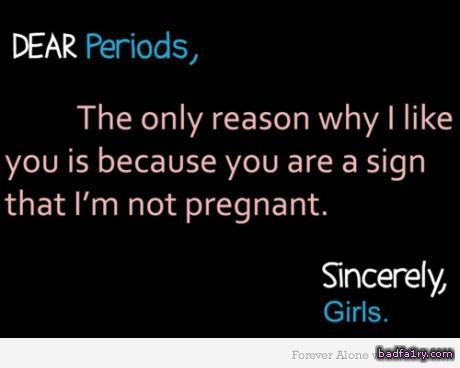 DEAR Periods,
The only reason why I like
you is because you are a sign
that I'm not pregnant.
Sincerely,
Girls.
Forever Alone
badfa1ry.com